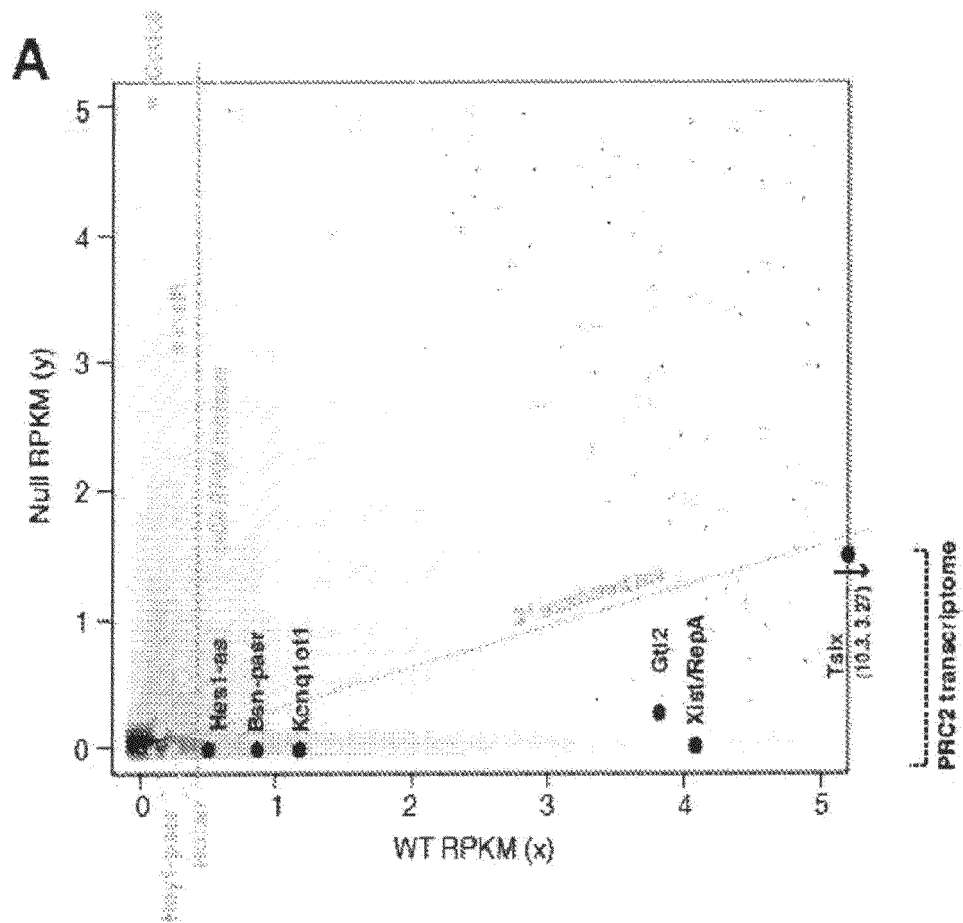 A
5
4
3
2
1
0
Null RPKM (y)
Hes1-as
Ban-pasr
Kcnq1ot1
Gtl2
Xist/RepA
Tsix
(10.3, 3.27)
PRC2 transcriptome
0
1
2
3
4
5
WT RPKM (x)